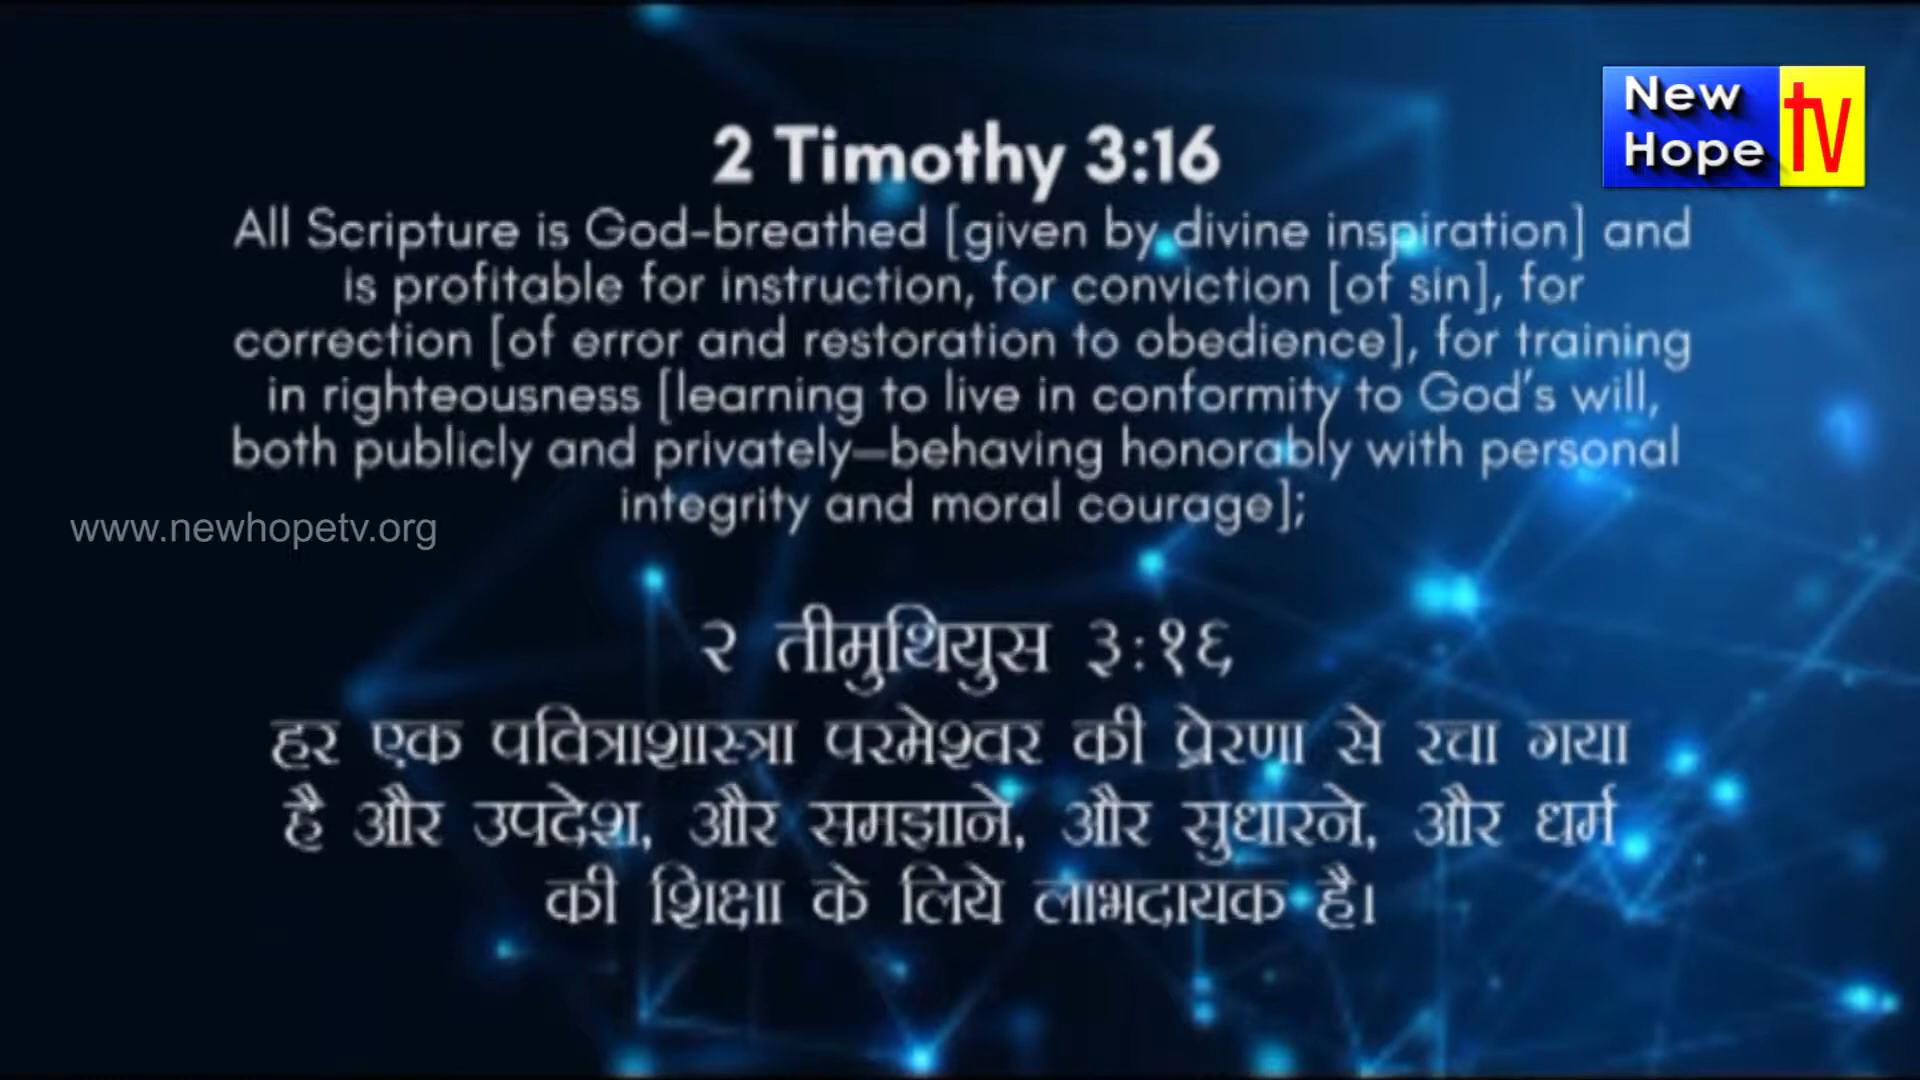 New
Hope
tv
2 Timothy 3:16
All Scripture is God-breathed [given by divine inspiration] and
is profitable for instruction, for conviction [of sin], for
correction [of error and restoration to obedience], for training
in righteousness [learning to live in conformity to God’s will,
both publicly and privately—behaving honorably with personal
integrity and moral courage];
www.newhopetv.org
२ तीमुथियुस ३:१६
हर एक पवित्राशास्त्रा परमेश्वर की प्रेरणा से रचा गया
है और उपदेश, और समझाने, और सुधारने, और धर्म
की शिक्षा के लिये लाभदायक है।